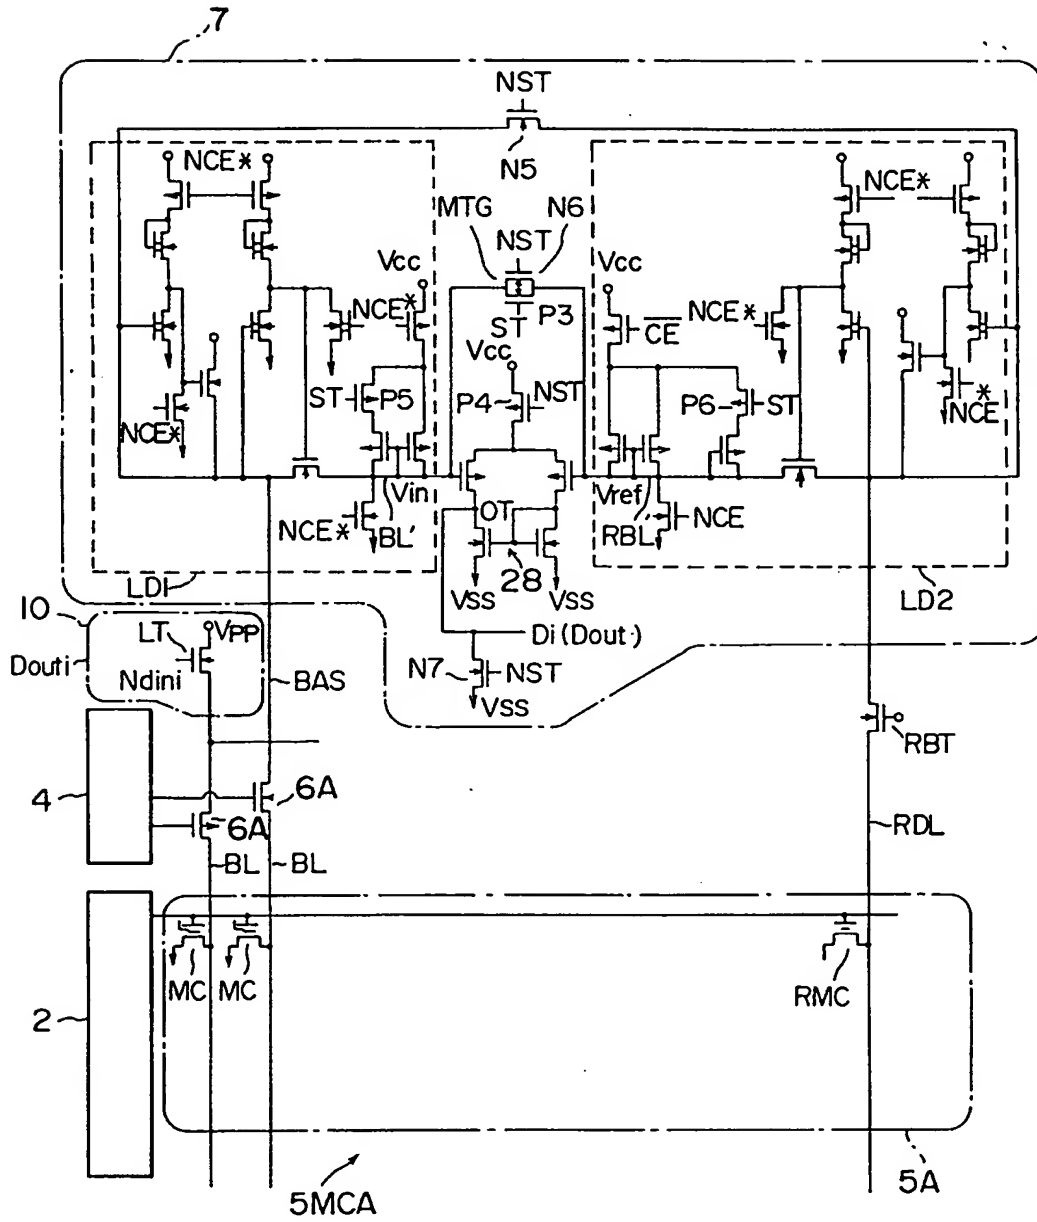 7
NST
N5
NCE*
NCE*
MTG
N6
NST
Vcc
Vcc
NCE*
ST
P3
CE
NCE*
Vcc
NST
ST
P5
P4
P6
ST
NCE*
*
NCE
Vin
Vref
OT
NCE*
BL'
RBL'
NCE
28
LD1
VSS
VSS
LD2
10
VPP
LT
Di (Dout)
Douti
N7
NST
Ndini
BAS
VSS
RBT
4
6A
6A
RDL
BL
BL
MC
MC
RMC
2
5A
5MCA